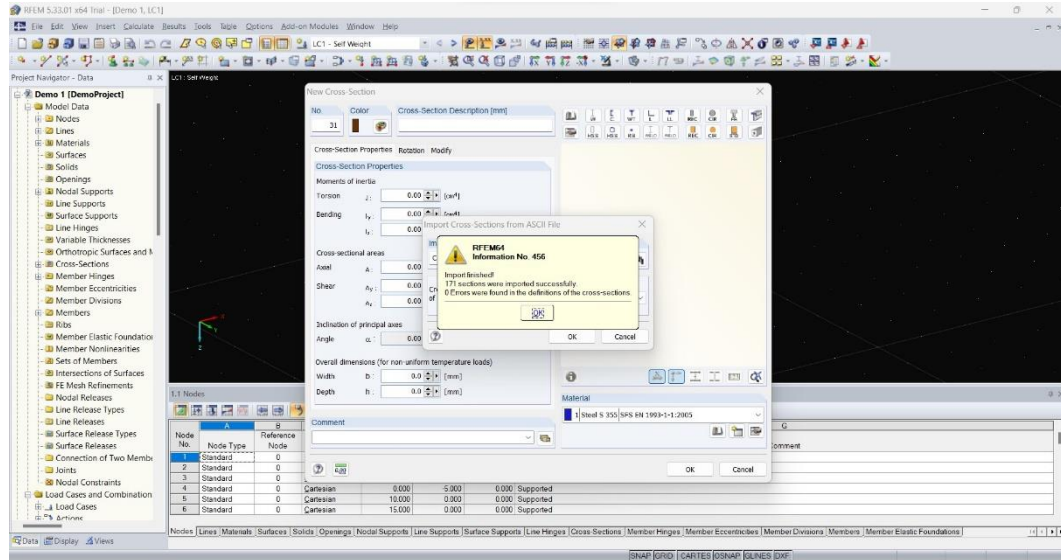 RFEM 5.33.01 x64 Trial - [Demo 1, LC1]
File Edit View Insert Calculate Results Tools Table Options Add-on Modules Window Help
LC1 - Self Weight
Project Navigator - Data
LC1 : Self Weight
Demo 1 [DemoProject]
Model Data
Nodes
Lines
Materials
Surfaces
Solids
Openings
Nodal Supports
Line Supports
Surface Supports
Line Hinges
Variable Thicknesses
Orthotropic Surfaces and M
Cross-Sections
Member Hinges
Member Eccentricities
Member Divisions
Members
Ribs
Member Elastic Foundation
Member Nonlinearities
Sets of Members
Intersections of Surfaces
FE Mesh Refinements
Nodal Releases
Line Release Types
Line Releases
Surface Release Types
Surface Releases
Connection of Two Membe
Joints
Nodal Constraints
Load Cases and Combination
Load Cases
Actions
Data Display Views
New Cross-Section
No. Color Cross-Section Description [mm]
31
Cross-Section Properties Rotation Modify
Cross-Section Properties
Moments of inertia
Torsion J : 0.00 [cm4]
Bending Iy : 0.00 [cm4]
Iz : 0.00
Cross-sectional areas
Axial A : 0.00
Shear Ay : 0.00
Az 0.00
Inclination of principal axes
Angle α : 0.00
Overall dimensions (for non-uniform temperature loads)
Width b : 0.0 [mm]
Depth h : 0.0 [mm]
Comment
Material
1 Steel S 355 SFS EN 1993-1-1:2005
OK Cancel
Import Cross-Sections from ASCII File
OK Cancel
RFEM64
Information No. 456
Import finished!
171 sections were imported successfully.
0 Errors were found in the definitions of the cross-sections.
OK
1.1 Nodes
A B G
Node No. Node Type Reference Node Comment
1 Standard 0
2 Standard 0
3 Standard 0
4 Standard 0 Cartesian 0.000 -5.000 0.000 Supported
5 Standard 0 Cartesian 10.000 0.000 0.000 Supported
6 Standard 0 Cartesian 15.000 0.000 0.000 Supported
Nodes Lines Materials Surfaces Solids Openings Nodal Supports Line Supports Surface Supports Line Hinges Cross-Sections Member Hinges Member Eccentricities Member Divisions Members Member Elastic Foundations
SNAP GRID CARTES OSNAP GLINES DXF